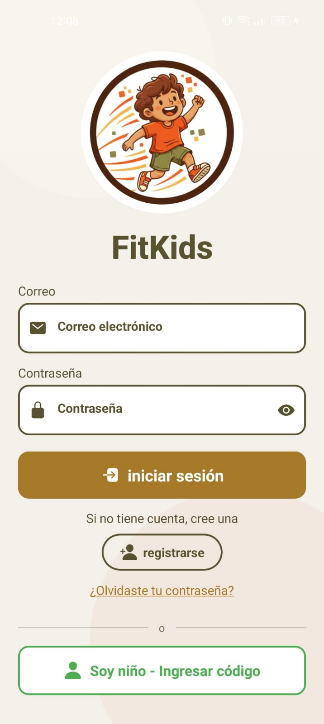 12:08
FitKids
Correo
Correo electrónico
Contraseña
Contraseña
iniciar sesión
Si no tiene cuenta, cree una
registrarse
¿Olvidaste tu contraseña?
o
Soy niño - Ingresar código